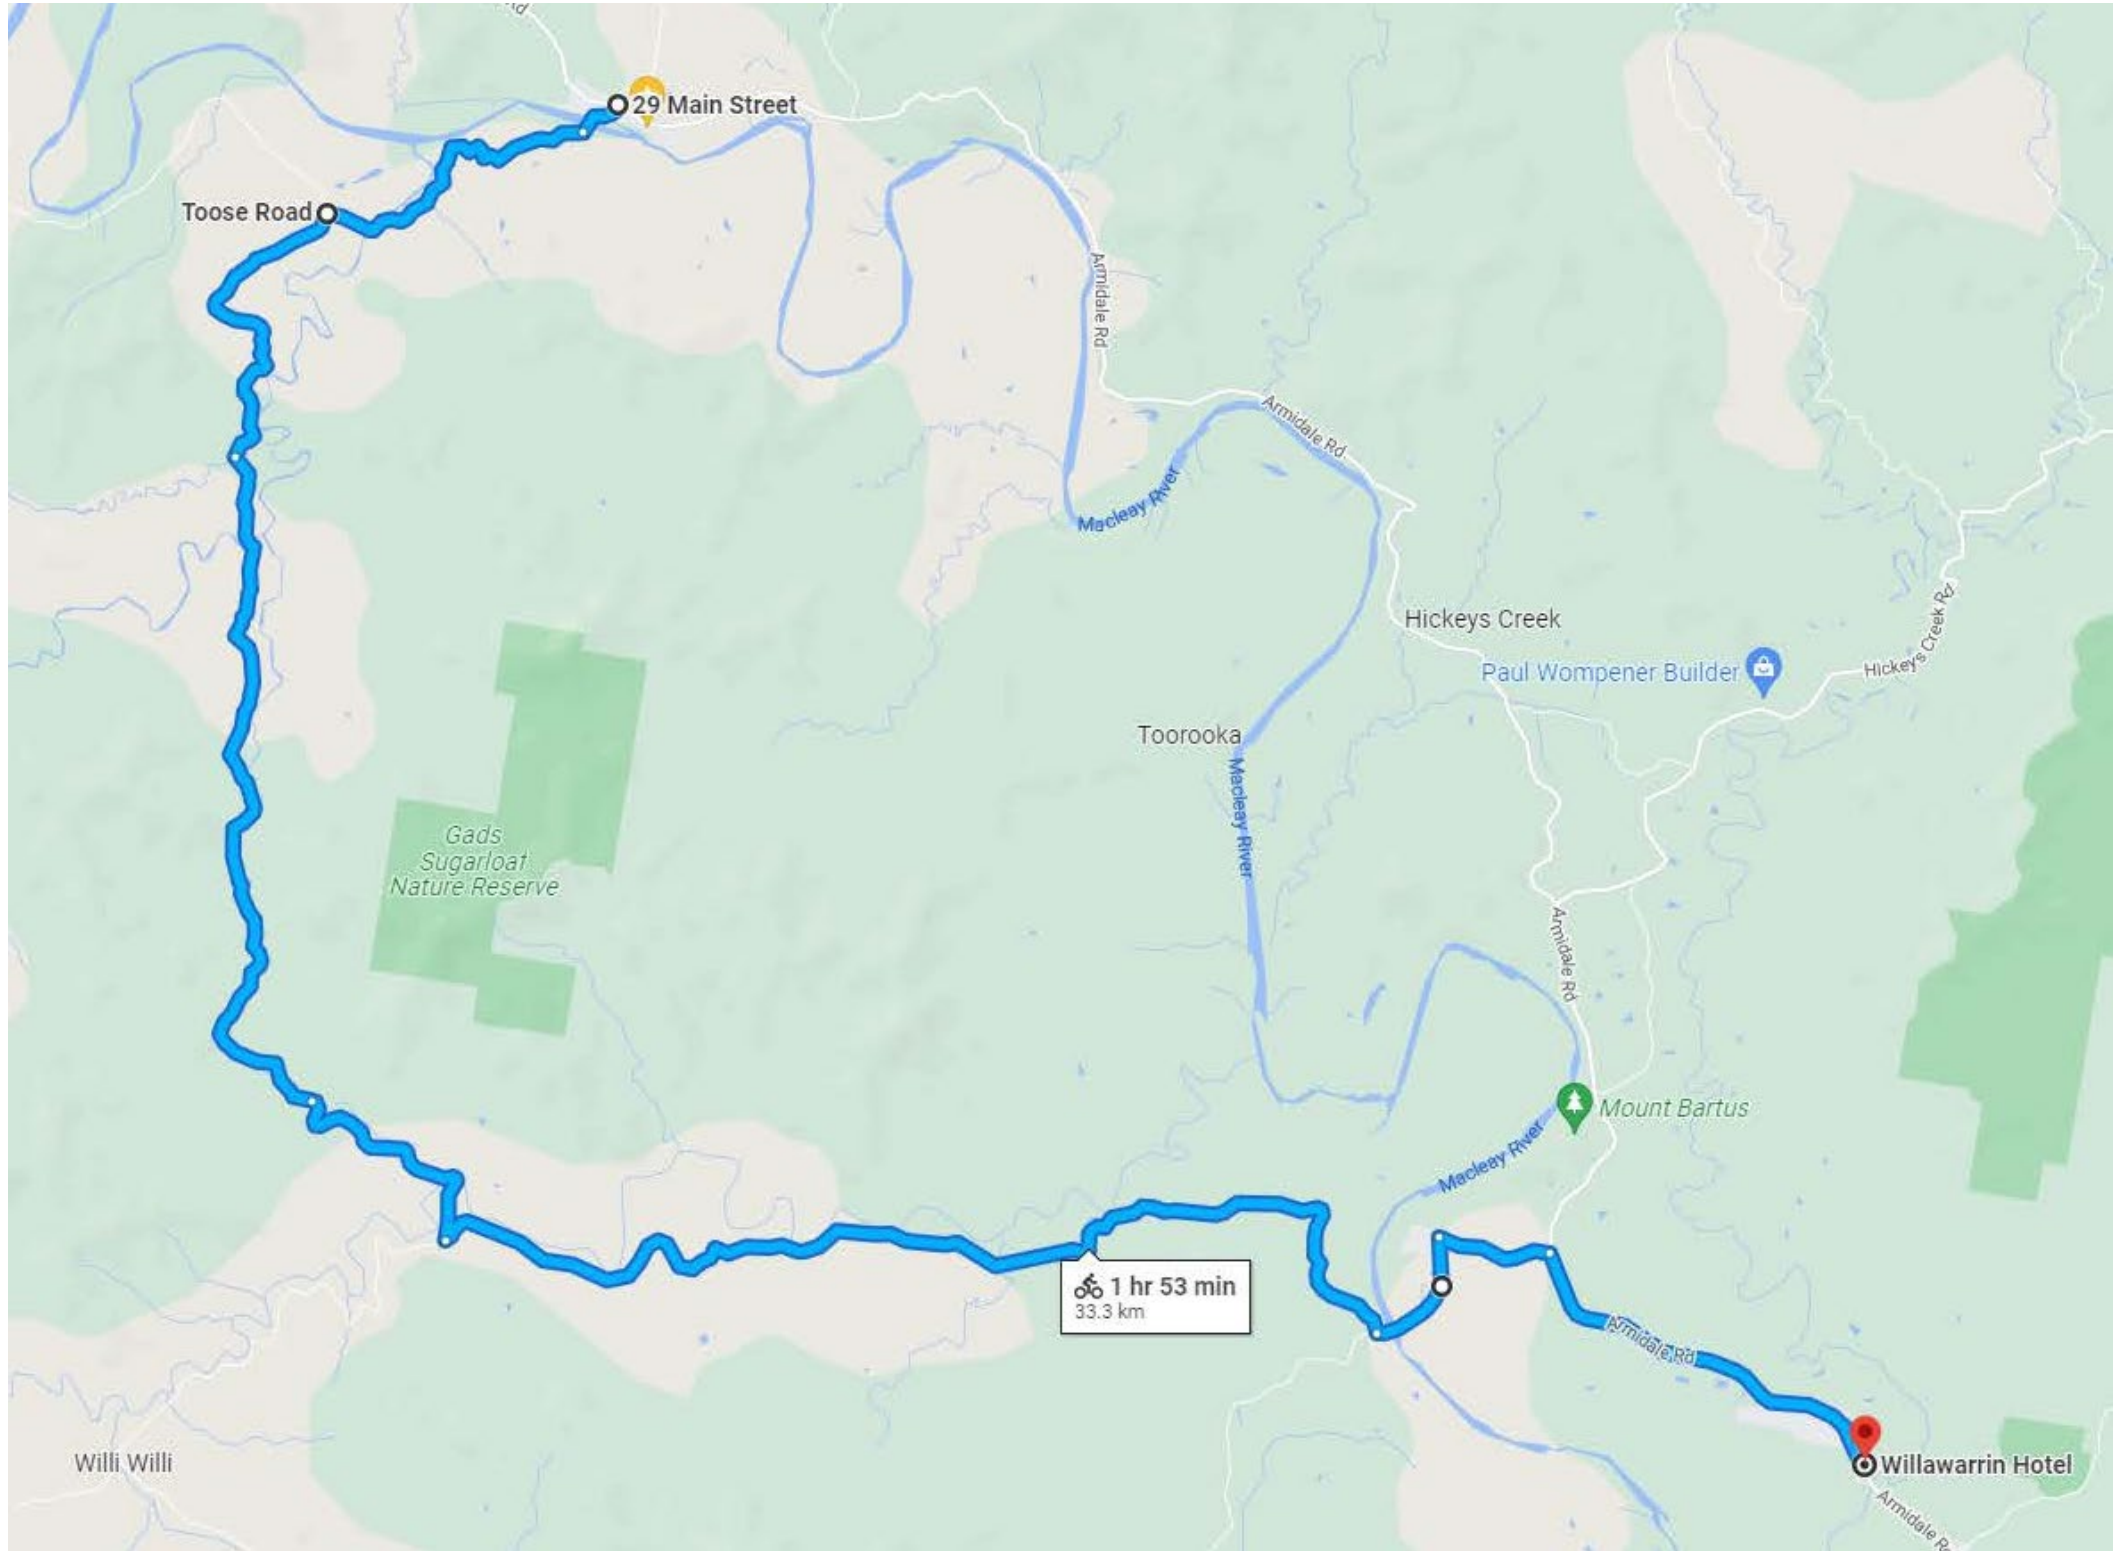 Rd
29 Main Street
Toose Road
Armidale Rd
Armidale Rd
Macleay River
Hickeys Creek
Hickeys Creek Rd
Paul Wompener Builder
Toorooka
Macleay River
Gads
Sugarloaf
Nature Reserve
Armidale Rd
Mount Bartus
Macleay River
1 hr 53 min
33.3 km
Armidale Rd
Willi Willi
Willawarrin Hotel
Armidale R